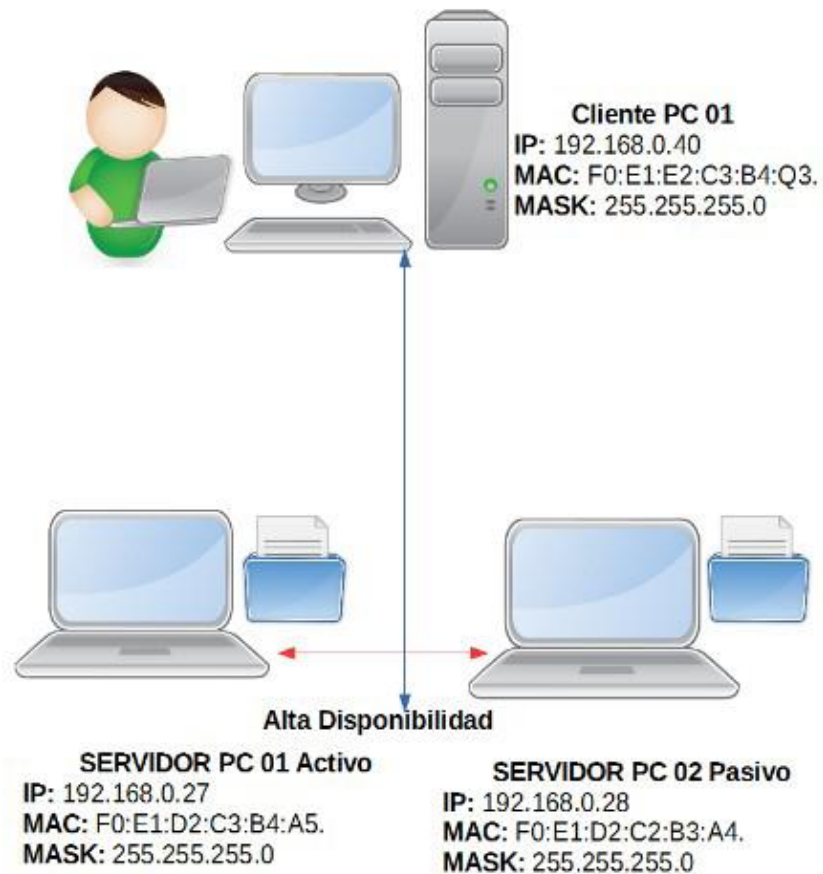 Cliente PC 01
IP: 192.168.0.40
MAC: F0:E1:E2:C3:B4:Q3.
MASK: 255.255.255.0
Alta Disponibilidad
SERVIDOR PC 01 Activo
IP: 192.168.0.27
MAC: F0:E1:D2:C3:B4:A5.
MASK: 255.255.255.0
SERVIDOR PC 02 Pasivo
IP: 192.168.0.28
MAC: F0:E1:D2:C2:B3:A4.
MASK: 255.255.255.0